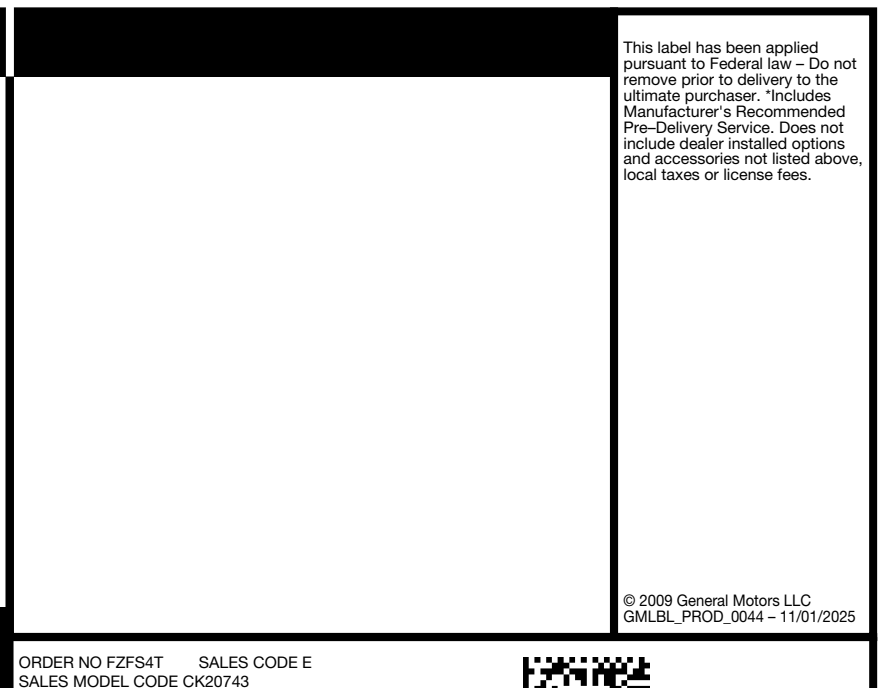 This label has been applied
pursuant to Federal law – Do not
remove prior to delivery to the
ultimate purchaser. *Includes
Manufacturer's Recommended
Pre–Delivery Service. Does not
include dealer installed options
and accessories not listed above,
local taxes or license fees.
© 2009 General Motors LLC
GMLBL_PROD_0044 – 11/01/2025
ORDER NO FZFS4T SALES CODE E
SALES MODEL CODE CK20743